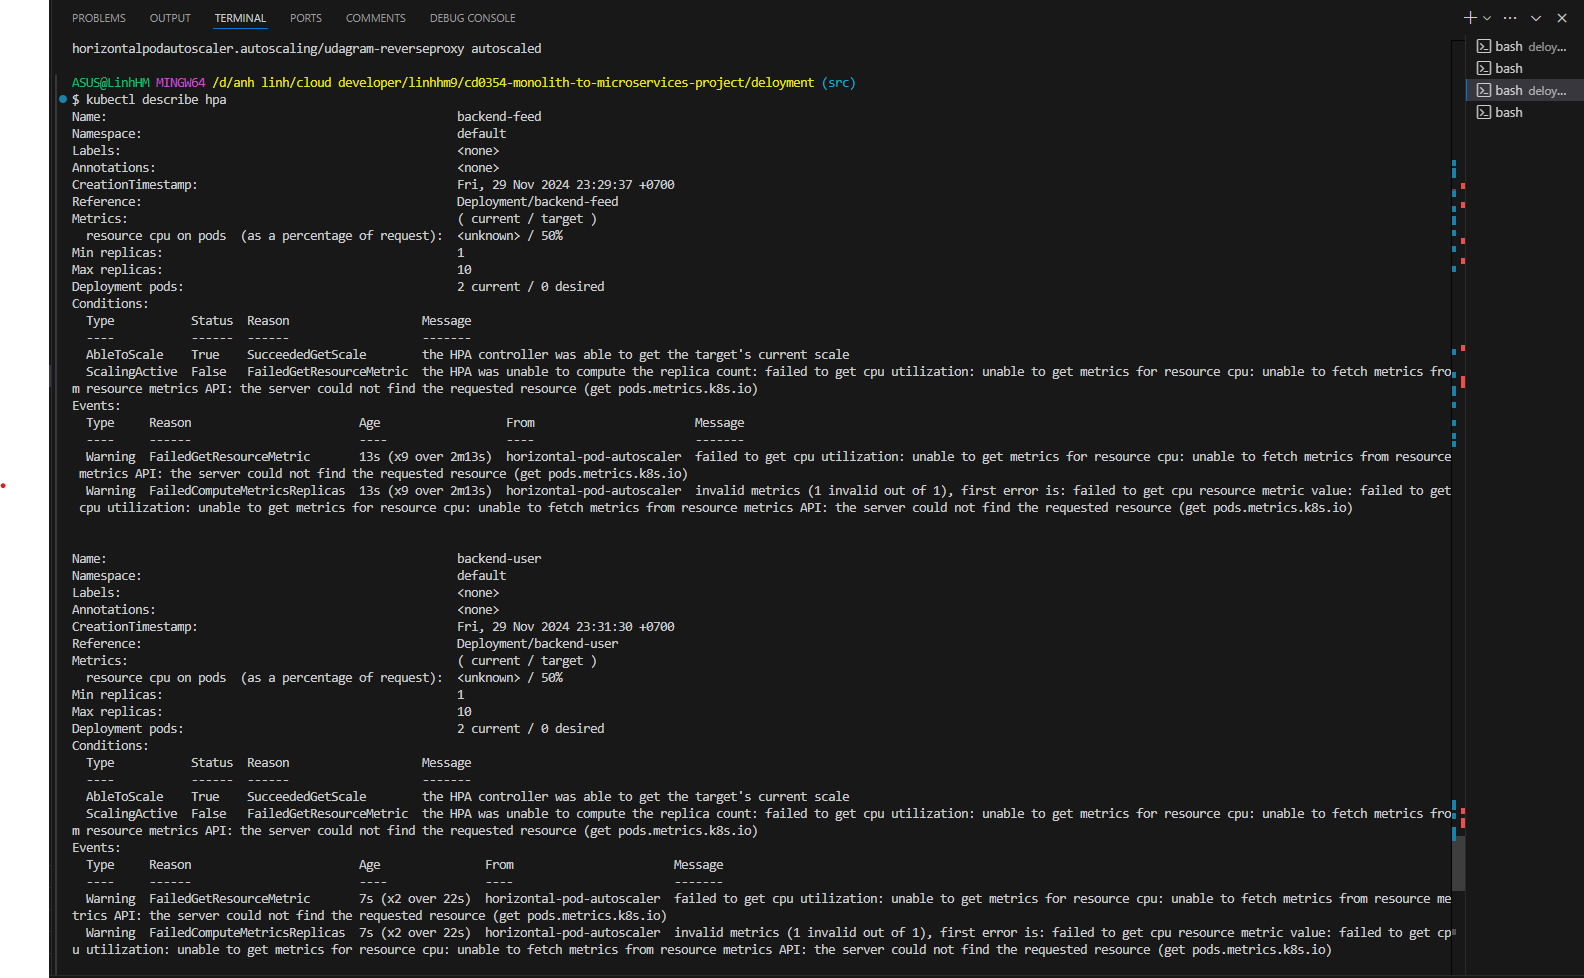 PROBLEMS OUTPUT TERMINAL PORTS COMMENTS DEBUG CONSOLE
horizontalpodautoscaler.autoscaling/udagram-reverseproxy autoscaled
ASUS@LinhHM MINGW64 /d/anh linh/cloud developer/linhhm9/cd0354-monolith-to-microservices-project/deloyment (src)
$ kubectl describe hpa
Name: backend-feed
Namespace: default
Labels: <none>
Annotations: <none>
CreationTimestamp: Fri, 29 Nov 2024 23:29:37 +0700
Reference: Deployment/backend-feed
Metrics: ( current / target )
resource cpu on pods (as a percentage of request): <unknown> / 50%
Min replicas: 1
Max replicas: 10
Deployment pods: 2 current / 0 desired
Conditions:
Type Status Reason Message
---- ------ ------ -------
AbleToScale True SucceededGetScale the HPA controller was able to get the target's current scale
ScalingActive False FailedGetResourceMetric the HPA was unable to compute the replica count: failed to get cpu utilization: unable to get metrics for resource cpu: unable to fetch metrics fro
m resource metrics API: the server could not find the requested resource (get pods.metrics.k8s.io)
Events:
Type Reason Age From Message
---- ------ ---- ---- -------
Warning FailedGetResourceMetric 13s (x9 over 2m13s) horizontal-pod-autoscaler failed to get cpu utilization: unable to get metrics for resource cpu: unable to fetch metrics from resource
metrics API: the server could not find the requested resource (get pods.metrics.k8s.io)
Warning FailedComputeMetricsReplicas 13s (x9 over 2m13s) horizontal-pod-autoscaler invalid metrics (1 invalid out of 1), first error is: failed to get cpu resource metric value: failed to get
cpu utilization: unable to get metrics for resource cpu: unable to fetch metrics from resource metrics API: the server could not find the requested resource (get pods.metrics.k8s.io)
Name: backend-user
Namespace: default
Labels: <none>
Annotations: <none>
CreationTimestamp: Fri, 29 Nov 2024 23:31:30 +0700
Reference: Deployment/backend-user
Metrics: ( current / target )
resource cpu on pods (as a percentage of request): <unknown> / 50%
Min replicas: 1
Max replicas: 10
Deployment pods: 2 current / 0 desired
Conditions:
Type Status Reason Message
---- ------ ------ -------
AbleToScale True SucceededGetScale the HPA controller was able to get the target's current scale
ScalingActive False FailedGetResourceMetric the HPA was unable to compute the replica count: failed to get cpu utilization: unable to get metrics for resource cpu: unable to fetch metrics fro
m resource metrics API: the server could not find the requested resource (get pods.metrics.k8s.io)
Events:
Type Reason Age From Message
---- ------ ---- ---- -------
Warning FailedGetResourceMetric 7s (x2 over 22s) horizontal-pod-autoscaler failed to get cpu utilization: unable to get metrics for resource cpu: unable to fetch metrics from resource me
trics API: the server could not find the requested resource (get pods.metrics.k8s.io)
Warning FailedComputeMetricsReplicas 7s (x2 over 22s) horizontal-pod-autoscaler invalid metrics (1 invalid out of 1), first error is: failed to get cpu resource metric value: failed to get cp
u utilization: unable to get metrics for resource cpu: unable to fetch metrics from resource metrics API: the server could not find the requested resource (get pods.metrics.k8s.io)
bash deloy...
bash
bash deloy...
bash